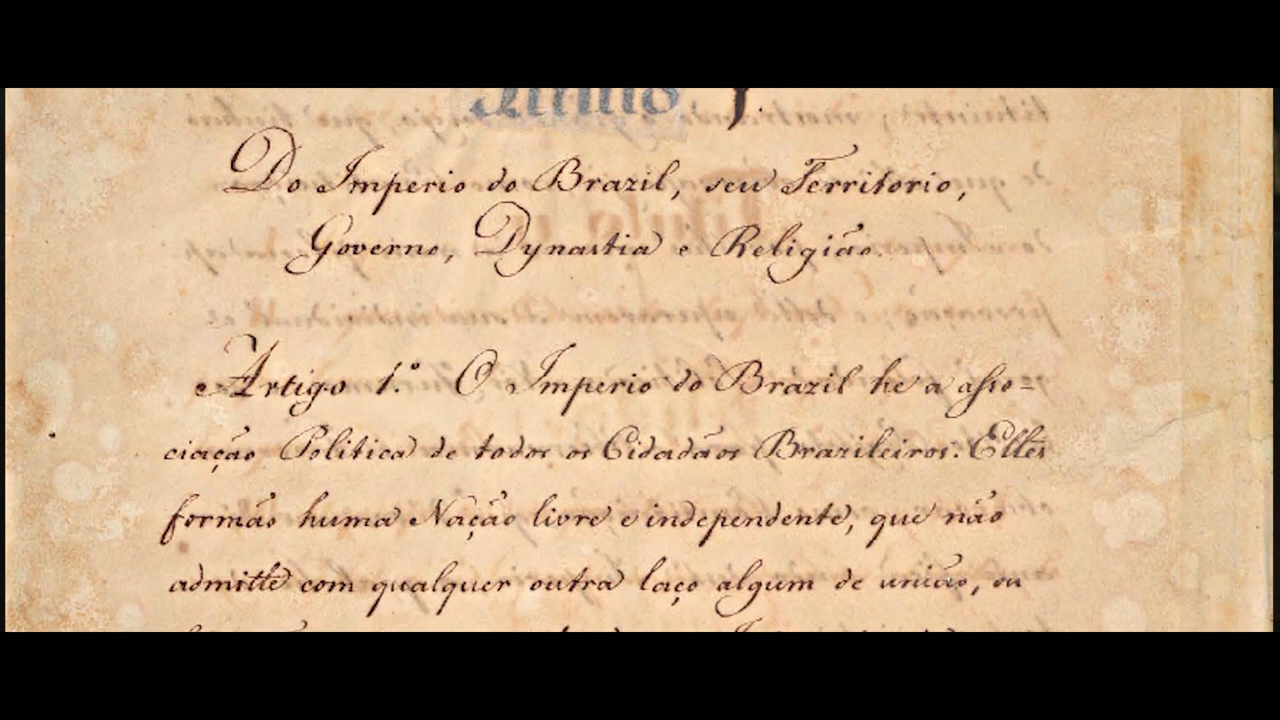 Titulo 1.
Do Imperio do Brazil, seu Territorio,
Governo, Dynastia e Religião.
Artigo 1.º O Imperio do Brazil he a asso-
ciação Politica de todos os Cidadãos Brazileiros. Elles
formão huma Nação livre e independente, que não
admitte com qualquer outra laço algum de união, ou